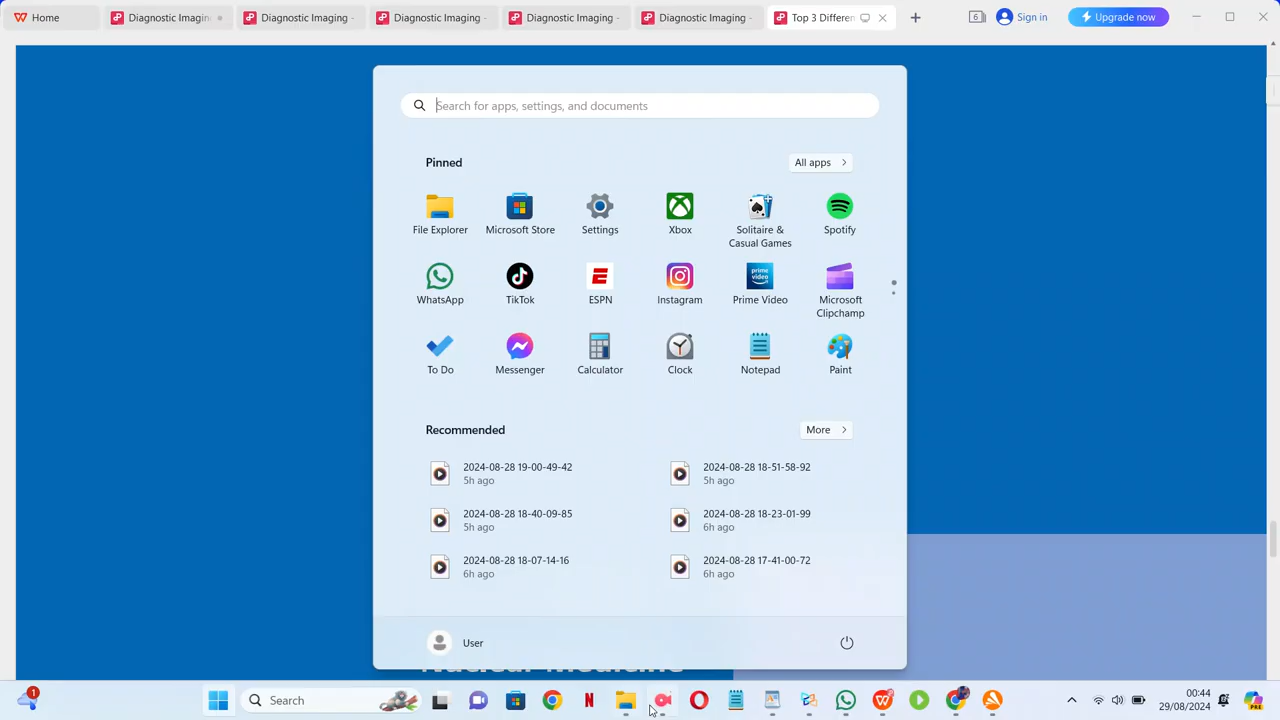 Home
Diagnostic Imaging
Diagnostic Imaging -
Diagnostic Imaging -
Diagnostic Imaging -
Diagnostic Imaging -
Top 3 Differen
6
Sign in
Upgrade now
Search for apps, settings, and documents
Pinned
All apps
File Explorer
Microsoft Store
Settings
Xbox
Solitaire &
Casual Games
Spotify
WhatsApp
TikTok
ESPN
Instagram
prime
video
Prime Video
Microsoft
Clipchamp
To Do
Messenger
Calculator
Clock
Notepad
Paint
Recommended
More
2024-08-28 19-00-49-42
5h ago
2024-08-28 18-51-58-92
5h ago
2024-08-28 18-40-09-85
5h ago
2024-08-28 18-23-01-99
6h ago
2024-08-28 18-07-14-16
6h ago
2024-08-28 17-41-00-72
6h ago
User
1
Search
00:44
29/08/2024
PRE